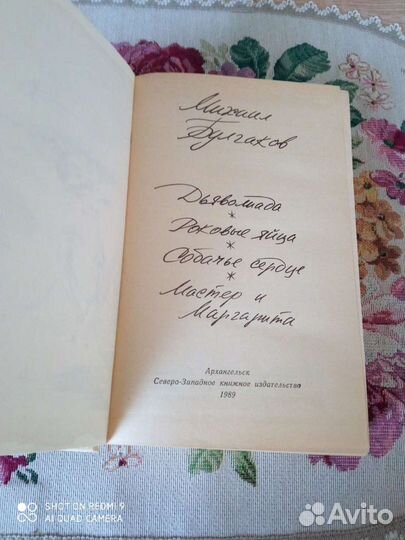 Михаил
Булгаков
Дьяволиада
*
Роковые яйца
*
Собачье сердце
*
Мастер и
Маргарита
Архангельск
Северо-Западное книжное издательство
1989
SHOT ON REDMI 9
AI QUAD CAMERA
Avito